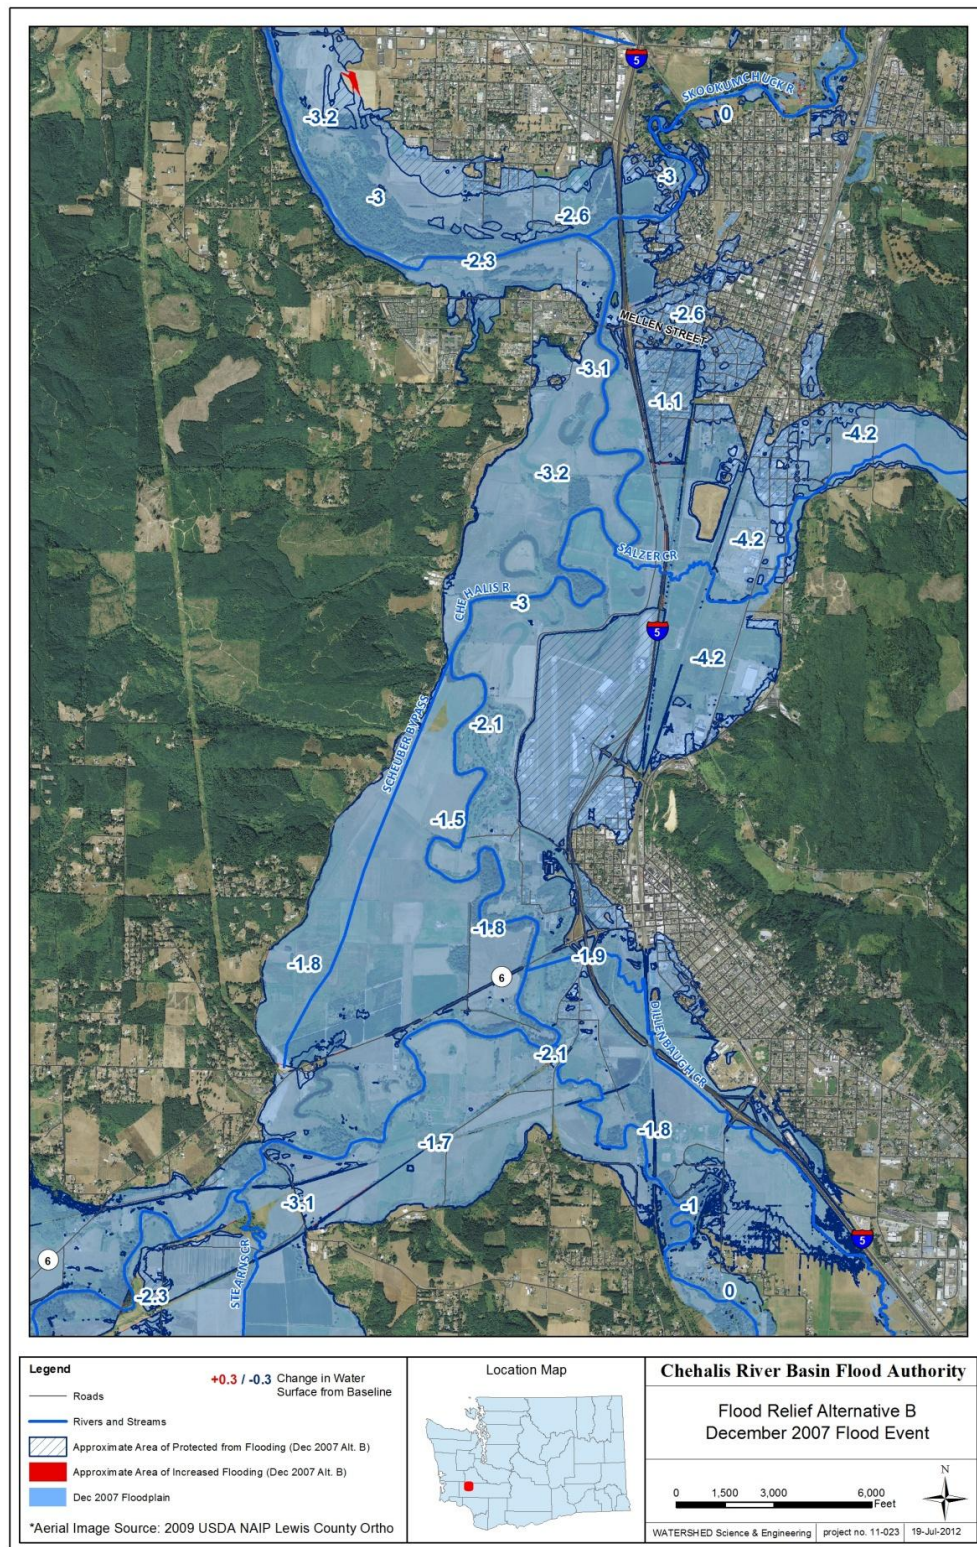 5
SKOOKUMCHUCK R
0
-3.2
-3
-3
-2.6
-2.3
-2.6
MELLEN STREET
-3.1
-1.1
-4.2
-3.2
-4.2
SALZER CR
CHEHALIS R
-3
5
-4.2
-2.1
SCHEUBER BYPASS
-1.5
-1.8
-1.9
-1.8
6
DILLENBAUGH CR
-2.1
-1.8
-1.7
-3.1
-1
5
6
STEARNS CR
-2.3
0
Legend
+0.3 / -0.3 Change in Water
Surface from Baseline
Roads
Rivers and Streams
Approximate Area of Protected from Flooding (Dec 2007 Alt. B)
Approximate Area of Increased Flooding (Dec 2007 Alt. B)
Dec 2007 Floodplain
*Aerial Image Source: 2009 USDA NAIP Lewis County Ortho
Location Map
Chehalis River Basin Flood Authority
Flood Relief Alternative B
December 2007 Flood Event
N
0 1,500 3,000 6,000
Feet
WATERSHED Science & Engineering project no. 11-023 19-Jul-2012